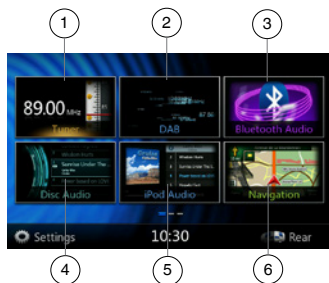 1 2 3
89.00 MHz
Tuner DAB Bluetooth Audio
Disc Audio iPod Audio Navigation
Settings 10:30 Rear
4 5 6